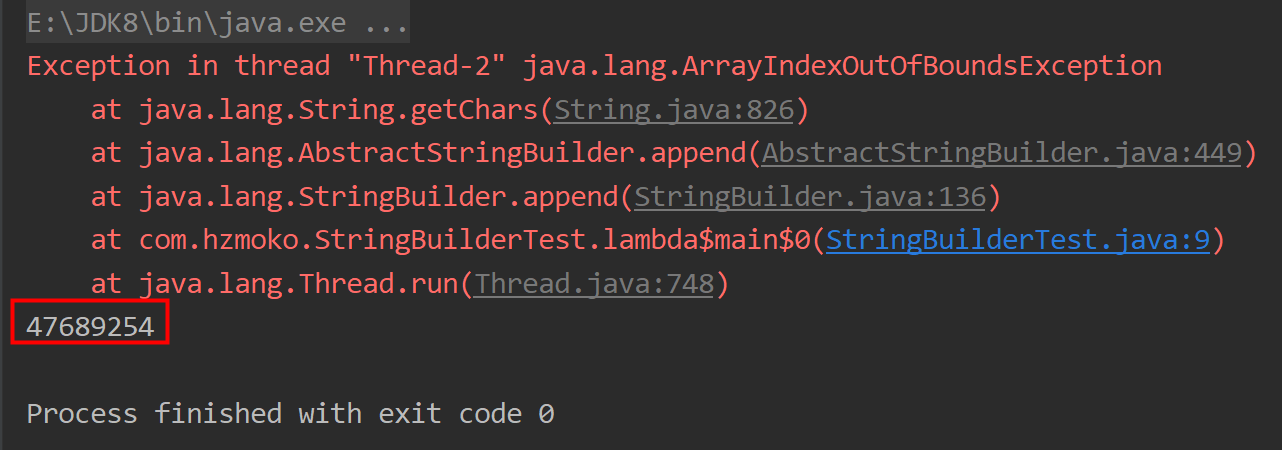 E:\JDK8\bin\java.exe ...
Exception in thread "Thread-2" java.lang.ArrayIndexOutOfBoundsException
    at java.lang.String.getChars(String.java:826)
    at java.lang.AbstractStringBuilder.append(AbstractStringBuilder.java:449)
    at java.lang.StringBuilder.append(StringBuilder.java:136)
    at com.hzmoko.StringBuilderTest.lambda$main$0(StringBuilderTest.java:9)
    at java.lang.Thread.run(Thread.java:748)
47689254
Process finished with exit code 0